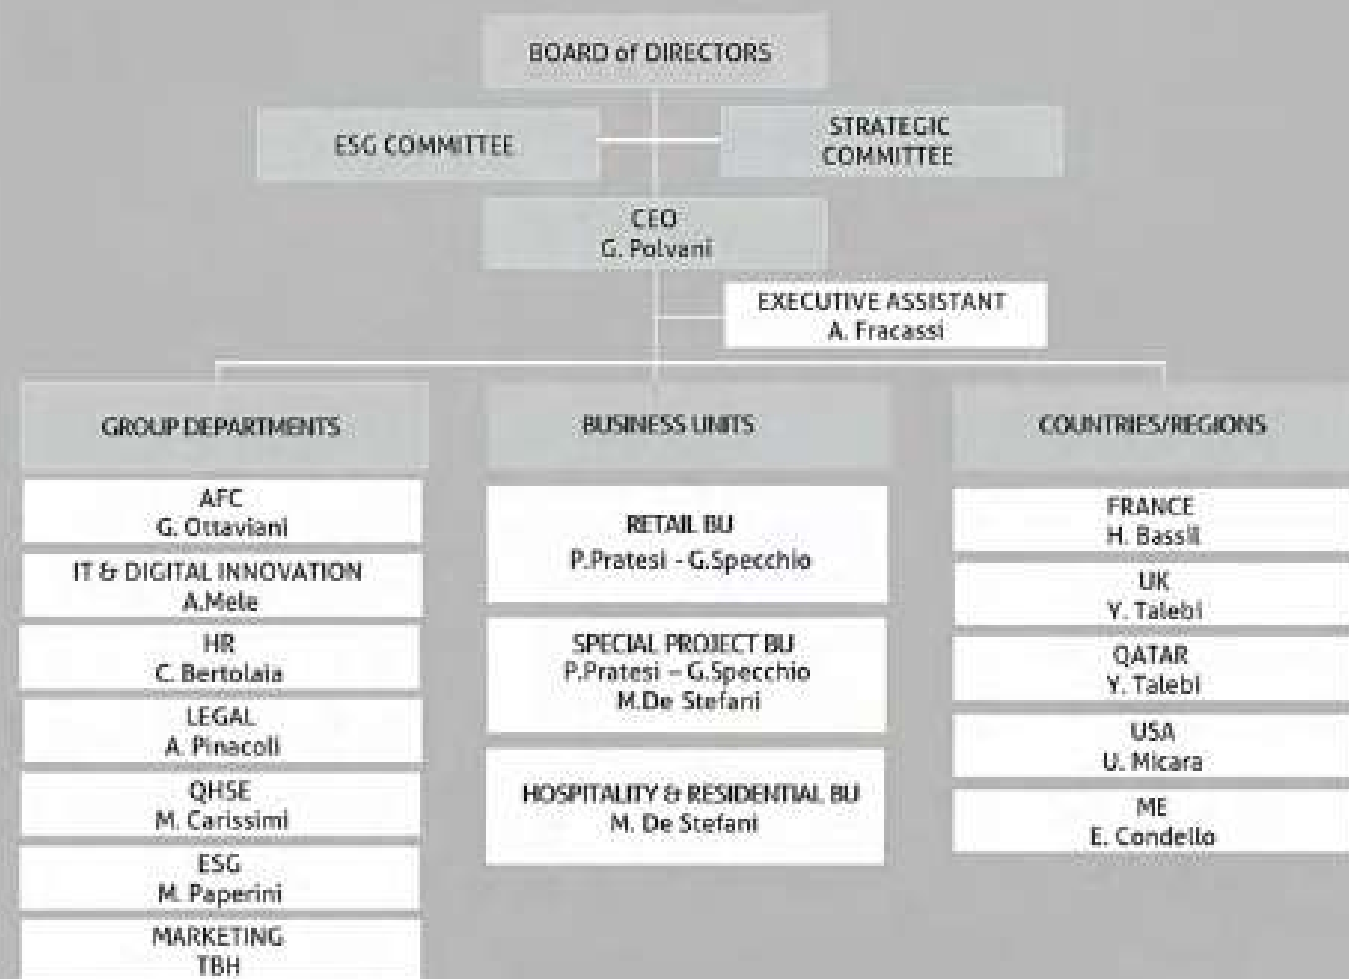 BOARD of DIRECTORS
ESG COMMITTEE
STRATEGIC
COMMITTEE
CEO
G. Polvani
EXECUTIVE ASSISTANT
A. Fracassi
GROUP DEPARTMENTS
AFC
G. Ottaviani
IT & DIGITAL INNOVATION
A.Mele
HR
C. Bertolaia
LEGAL
A. Pinacoli
QHSE
M. Carissimi
ESG
M. Paperini
MARKETING
TBH
BUSINESS UNITS
RETAIL BU
P.Pratesi - G.Specchio
SPECIAL PROJECT BU
P.Pratesi – G.Specchio
M.De Stefani
HOSPITALITY & RESIDENTIAL BU
M. De Stefani
COUNTRIES/REGIONS
FRANCE
H. Bassil
UK
Y. Talebi
QATAR
Y. Talebi
USA
U. Micara
ME
E. Condello